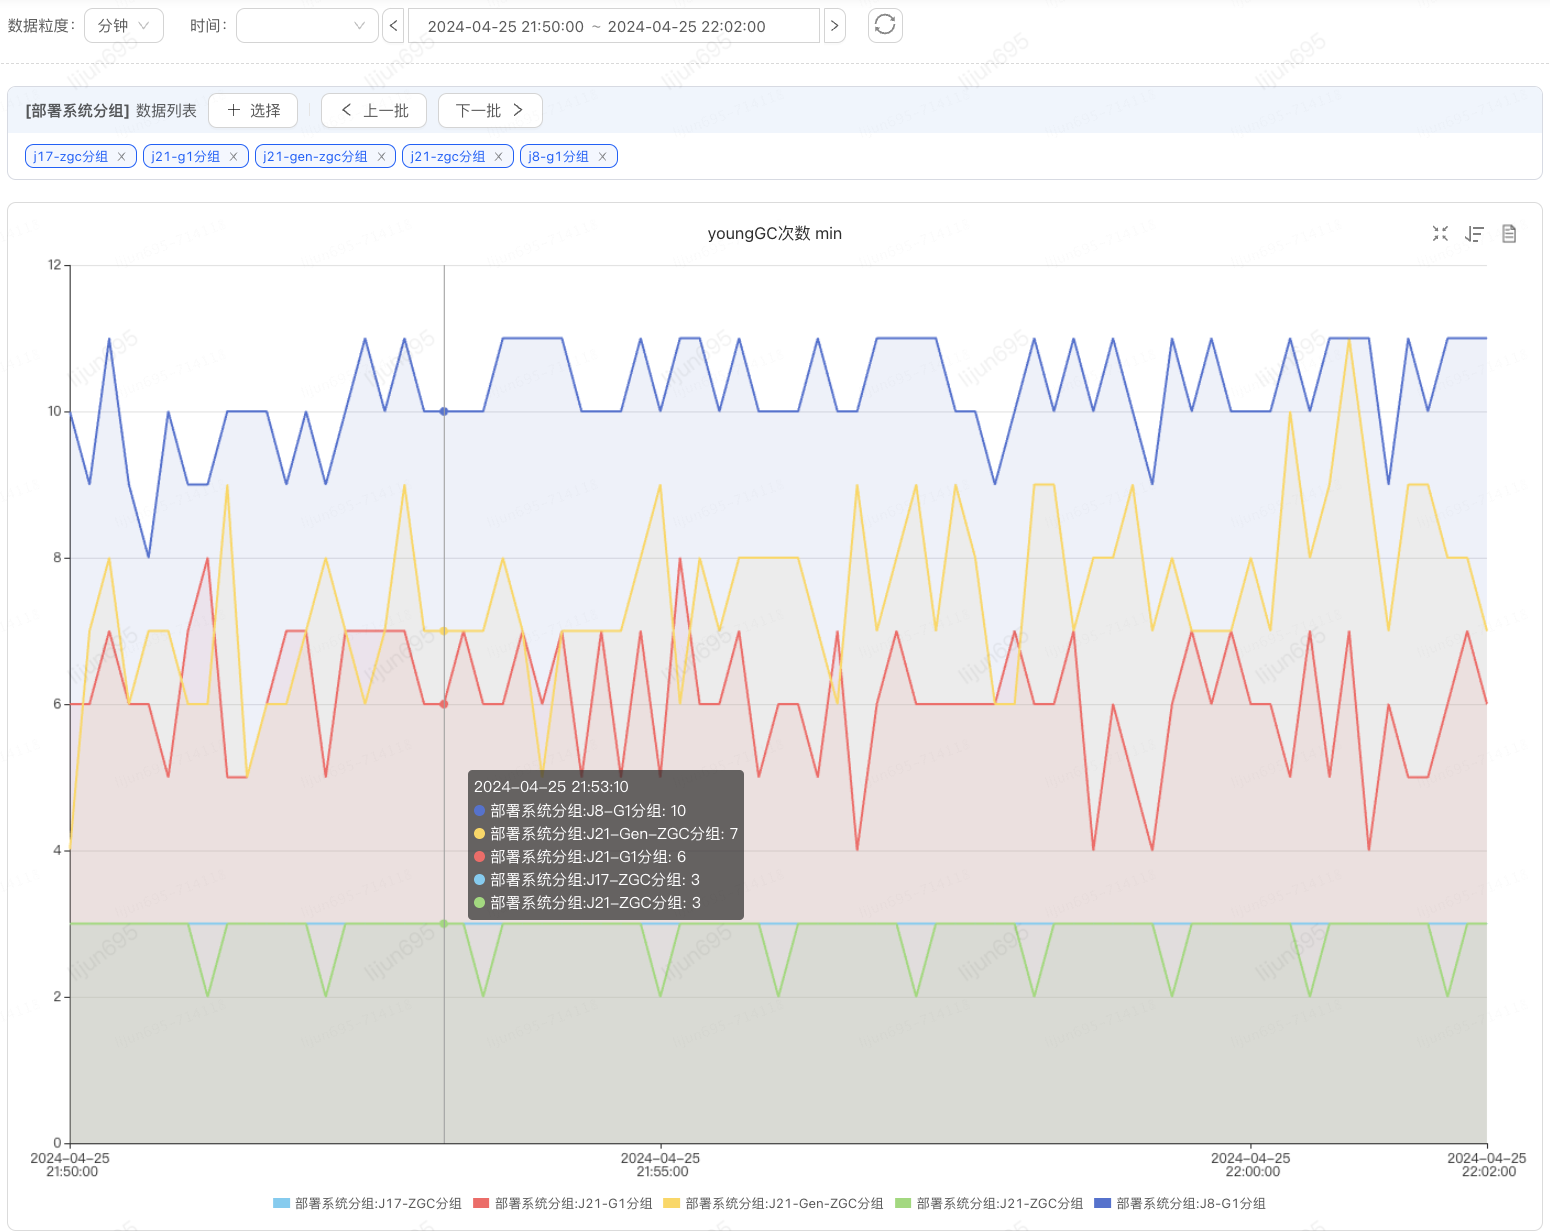 数据粒度： 分钟 时间： < 2024-04-25 21:50:00 ~ 2024-04-25 22:02:00 >
[部署系统分组] 数据列表 + 选择 < 上一批 下一批 >
j17-zgc分组 × j21-g1分组 × j21-gen-zgc分组 × j21-zgc分组 × j8-g1分组 ×
youngGC次数 min
12
10
8
6
4
2
0
2024-04-25 21:53:10
部署系统分组:J8-G1分组: 10
部署系统分组:J21-Gen-ZGC分组: 7
部署系统分组:J21-G1分组: 6
部署系统分组:J17-ZGC分组: 3
部署系统分组:J21-ZGC分组: 3
2024-04-25 2024-04-25 2024-04-25 2024-04-25
21:50:00 21:55:00 22:00:00 22:02:00
部署系统分组:J17-ZGC分组 部署系统分组:J21-G1分组 部署系统分组:J21-Gen-ZGC分组 部署系统分组:J21-ZGC分组 部署系统分组:J8-G1分组
lijun695